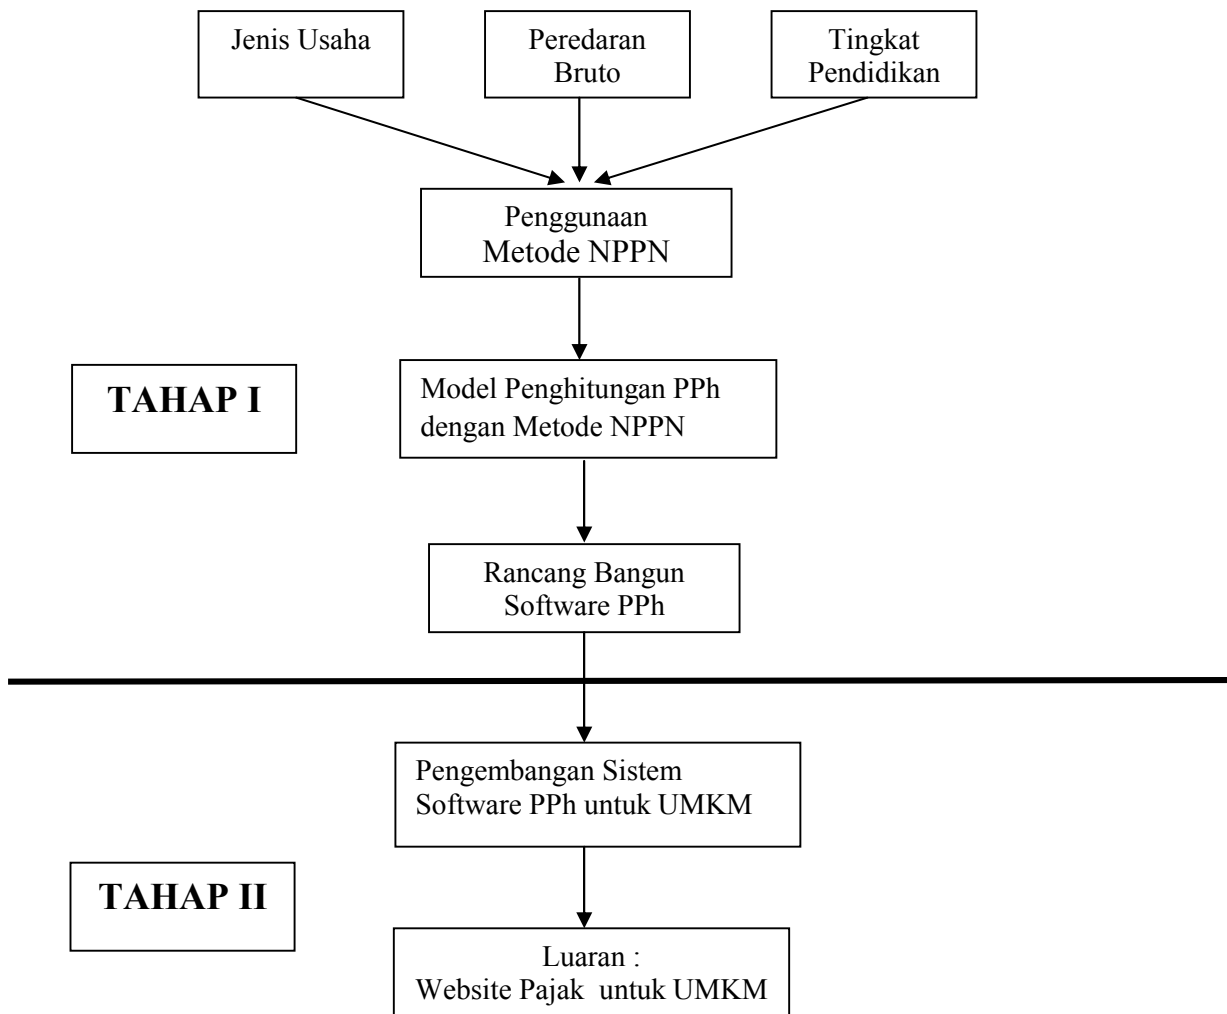 Jenis Usaha
Peredaran
Bruto
Tingkat
Pendidikan
Penggunaan
Metode NPPN
TAHAP I
Model Penghitungan PPh
dengan Metode NPPN
Rancang Bangun
Software PPh
Pengembangan Sistem
Software PPh untuk UMKM
TAHAP II
Luaran :
Website Pajak untuk UMKM